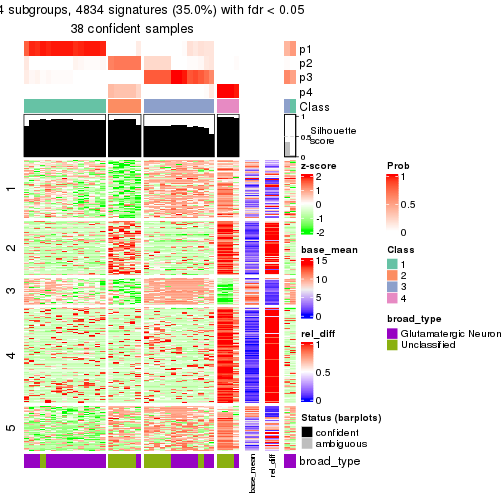 4 subgroups, 4834 signatures (35.0%) with fdr < 0.05
38 confident samples
p1
p2
p3
p4
Class
1
0.5
0
Silhouette
score
1
2
3
4
5
broad_type
base_mean
rel_diff
z-score
2
1
0
-1
-2
base_mean
15
10
5
0
rel_diff
1
0.5
0
Status (barplots)
confident
ambiguous
Prob
1
0.5
0
Class
1
2
3
4
broad_type
Glutamatergic Neuron
Unclassified